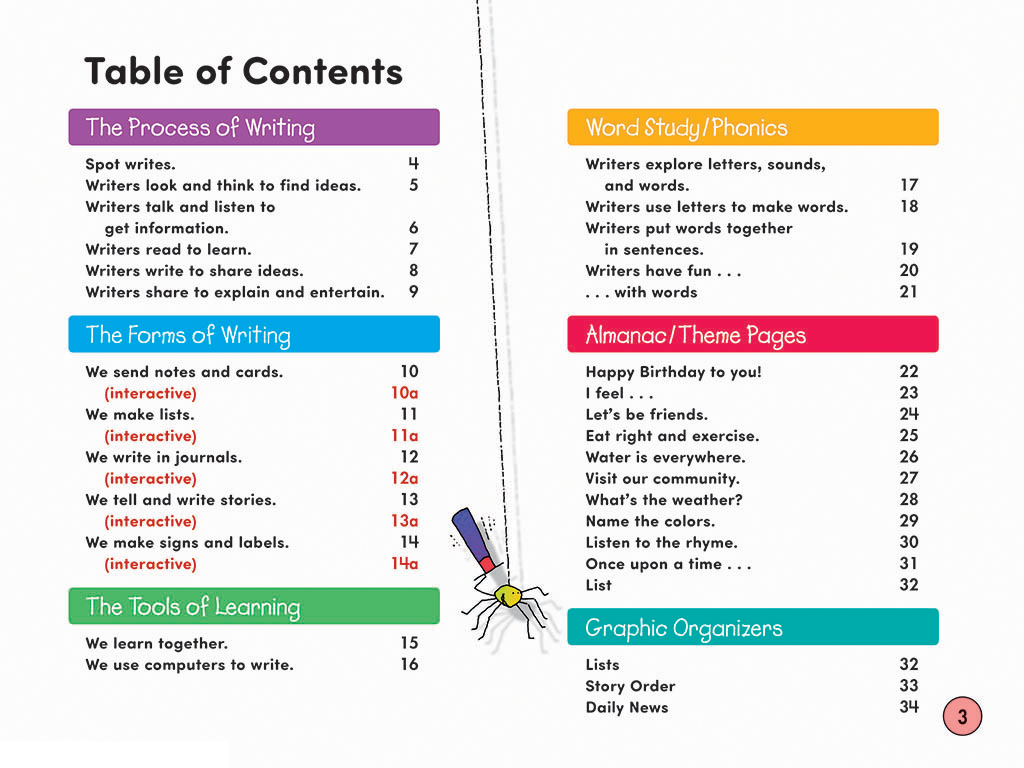 Table of Contents
The Process of Writing
Spot writes. 4
Writers look and think to find ideas. 5
Writers talk and listen to
get information. 6
Writers read to learn. 7
Writers write to share ideas. 8
Writers share to explain and entertain. 9
The Forms of Writing
We send notes and cards. 10
(interactive) 10a
We make lists. 11
(interactive) 11a
We write in journals. 12
(interactive) 12a
We tell and write stories. 13
(interactive) 13a
We make signs and labels. 14
(interactive) 14a
The Tools of Learning
We learn together. 15
We use computers to write. 16
Word Study/Phonics
Writers explore letters, sounds,
and words. 17
Writers use letters to make words. 18
Writers put words together
in sentences. 19
Writers have fun . . . 20
. . . with words 21
Almanac/Theme Pages
Happy Birthday to you! 22
I feel . . . 23
Let's be friends. 24
Eat right and exercise. 25
Water is everywhere. 26
Visit our community. 27
What's the weather? 28
Name the colors. 29
Listen to the rhyme. 30
Once upon a time . . . 31
List 32
Graphic Organizers
Lists 32
Story Order 33
Daily News 34
3